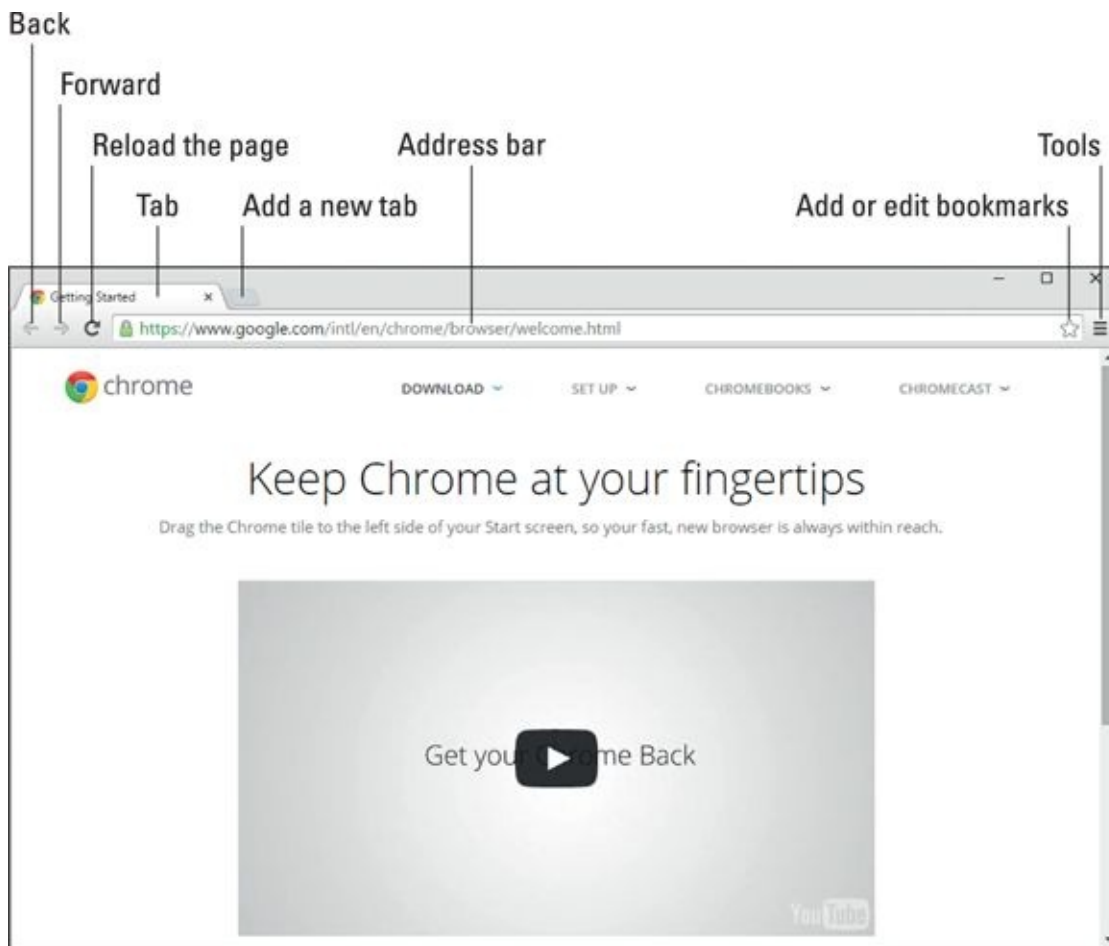 Back
Forward
Reload the page
Address bar
Tools
Tab
Add a new tab
Add or edit bookmarks
Getting Started
https://www.google.com/intl/en/chrome/browser/welcome.html
chrome
DOWNLOAD
SET UP
CHROMEBOOKS
CHROMECAST
Keep Chrome at your fingertips
Drag the Chrome tile to the left side of your Start screen, so your fast, new browser is always within reach.
Get your Chrome Back
YouTube